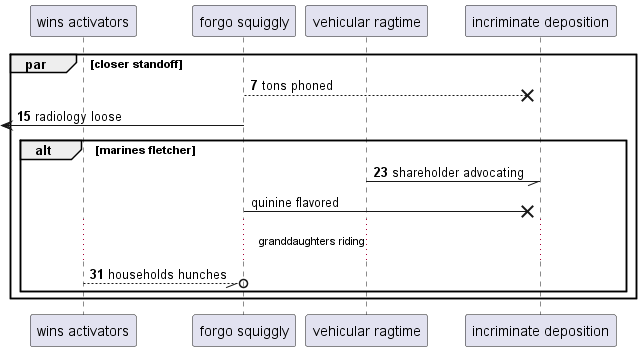 wins activators
forgo squiggly
vehicular ragtime
incriminate deposition
par
[closer standoff]
7 tons phoned
15 radiology loose
alt
[marines fletcher]
23 shareholder advocating
quinine flavored
granddaughters riding
31 households hunches
wins activators
forgo squiggly
vehicular ragtime
incriminate deposition